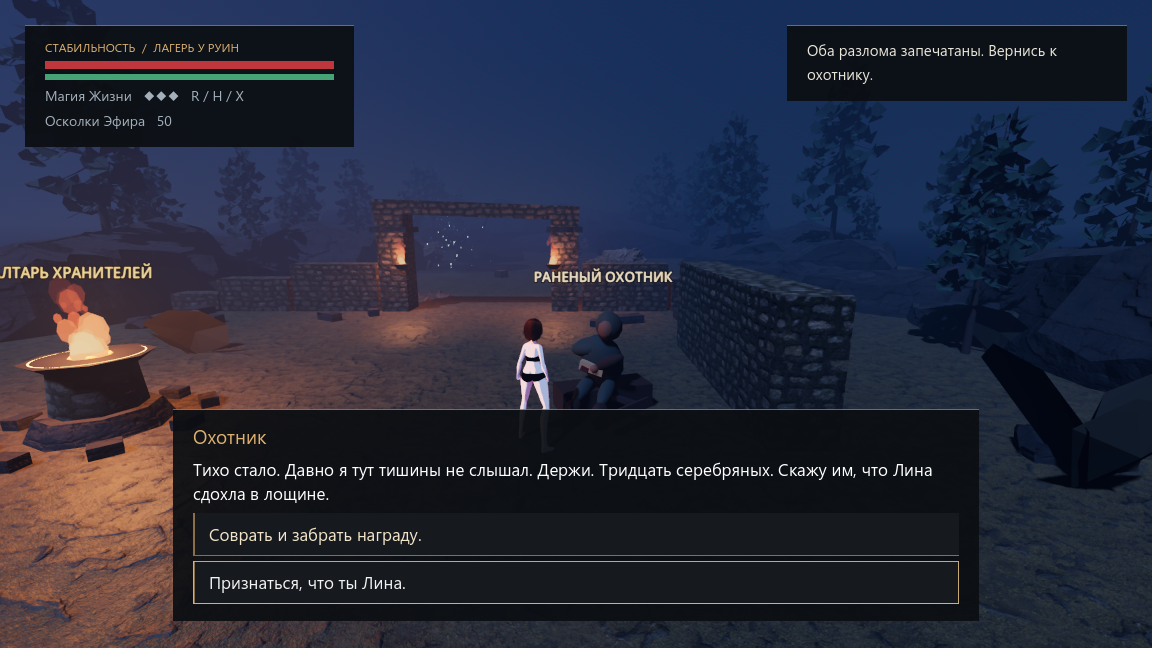 СТАБИЛЬНОСТЬ / ЛАГЕРЬ У РУИН
Магия Жизни ◆◆◆ R / H / X
Осколки Эфира 50
Оба разлома запечатаны. Вернись к
охотнику.
ЛТАРЬ ХРАНИТЕЛЕЙ
РАНЕНЫЙ ОХОТНИК
Охотник
Тихо стало. Давно я тут тишины не слышал. Держи. Тридцать серебряных. Скажу им, что Лина
сдохла в лощине.
Соврать и забрать награду.
Признаться, что ты Лина.